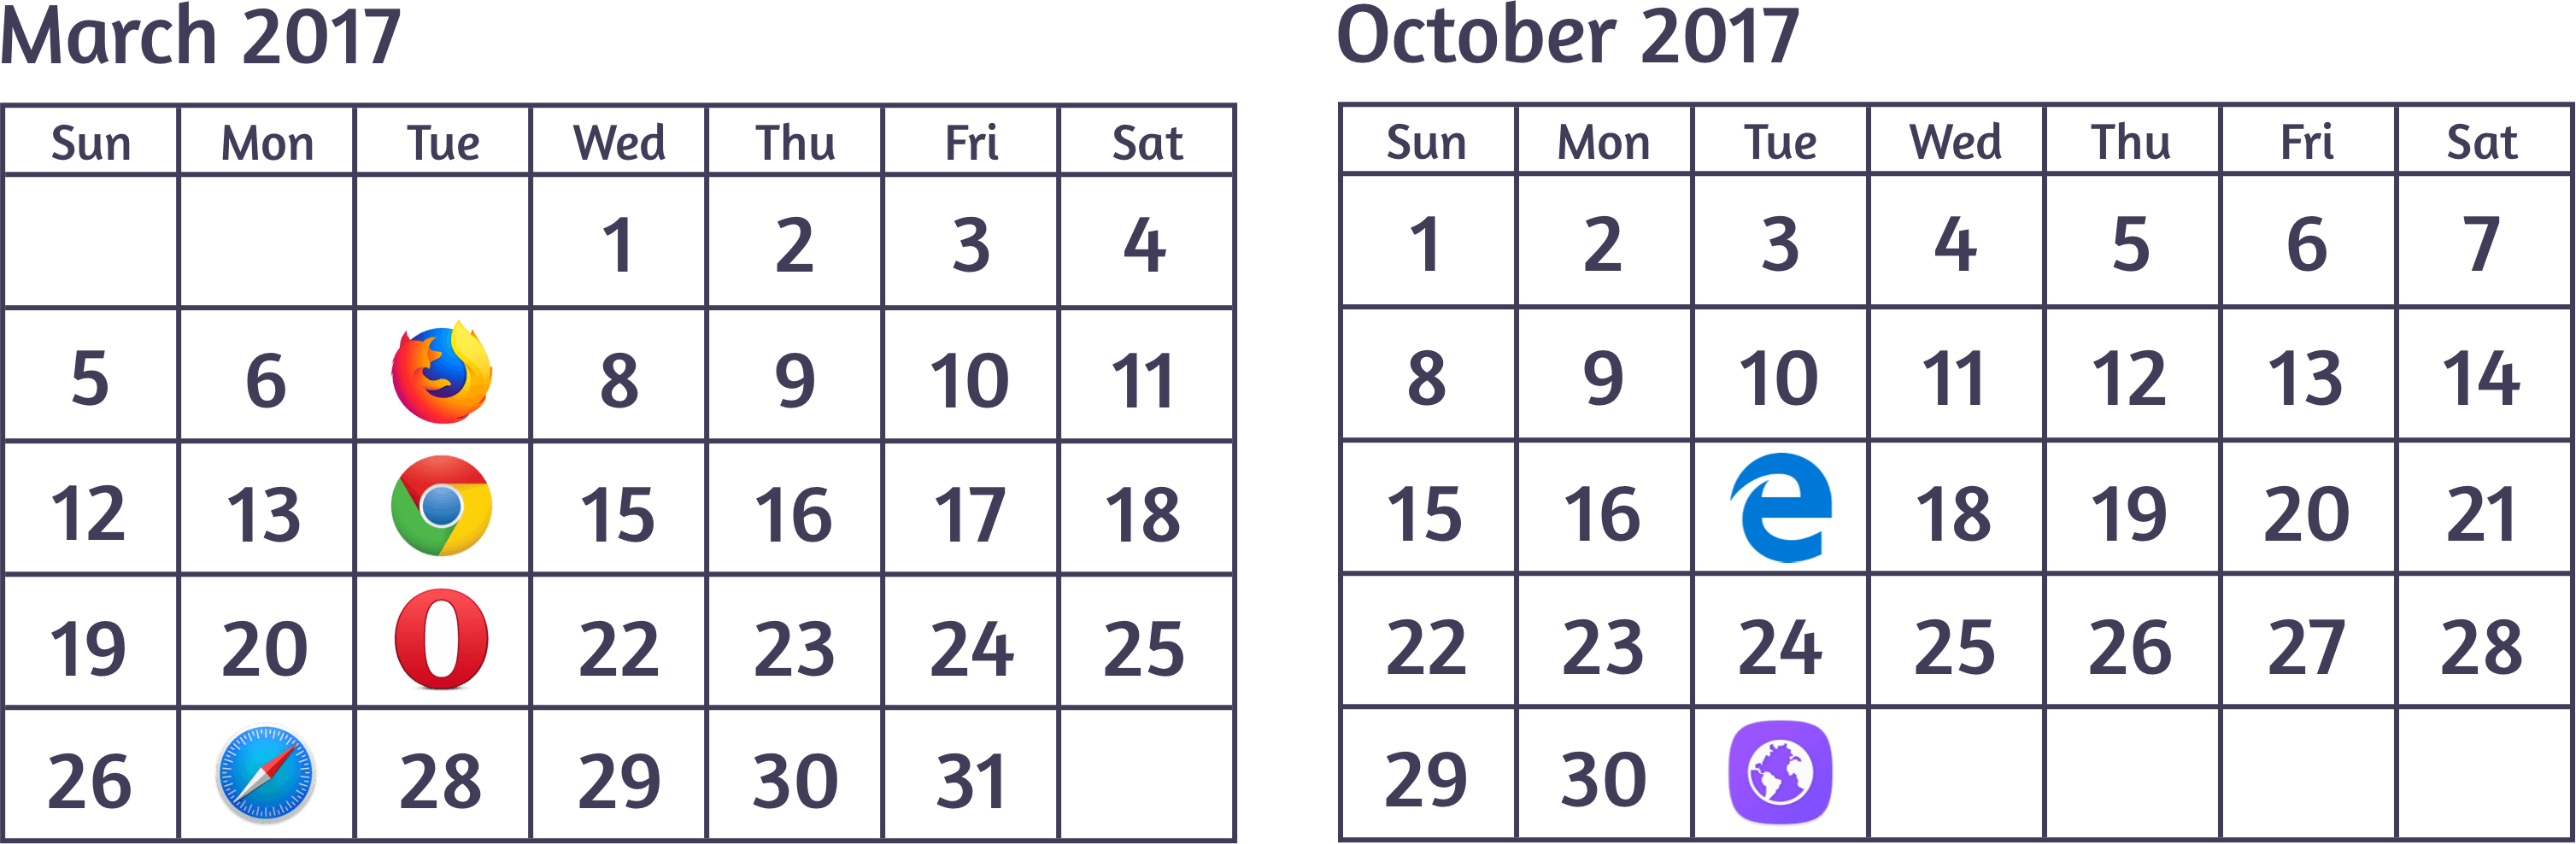 March 2017
Sun Mon Tue Wed Thu Fri Sat
1 2 3 4
5 6 8 9 10 11
12 13 15 16 17 18
19 20 22 23 24 25
26 28 29 30 31
October 2017
Sun Mon Tue Wed Thu Fri Sat
1 2 3 4 5 6 7
8 9 10 11 12 13 14
15 16 18 19 20 21
22 23 24 25 26 27 28
29 30